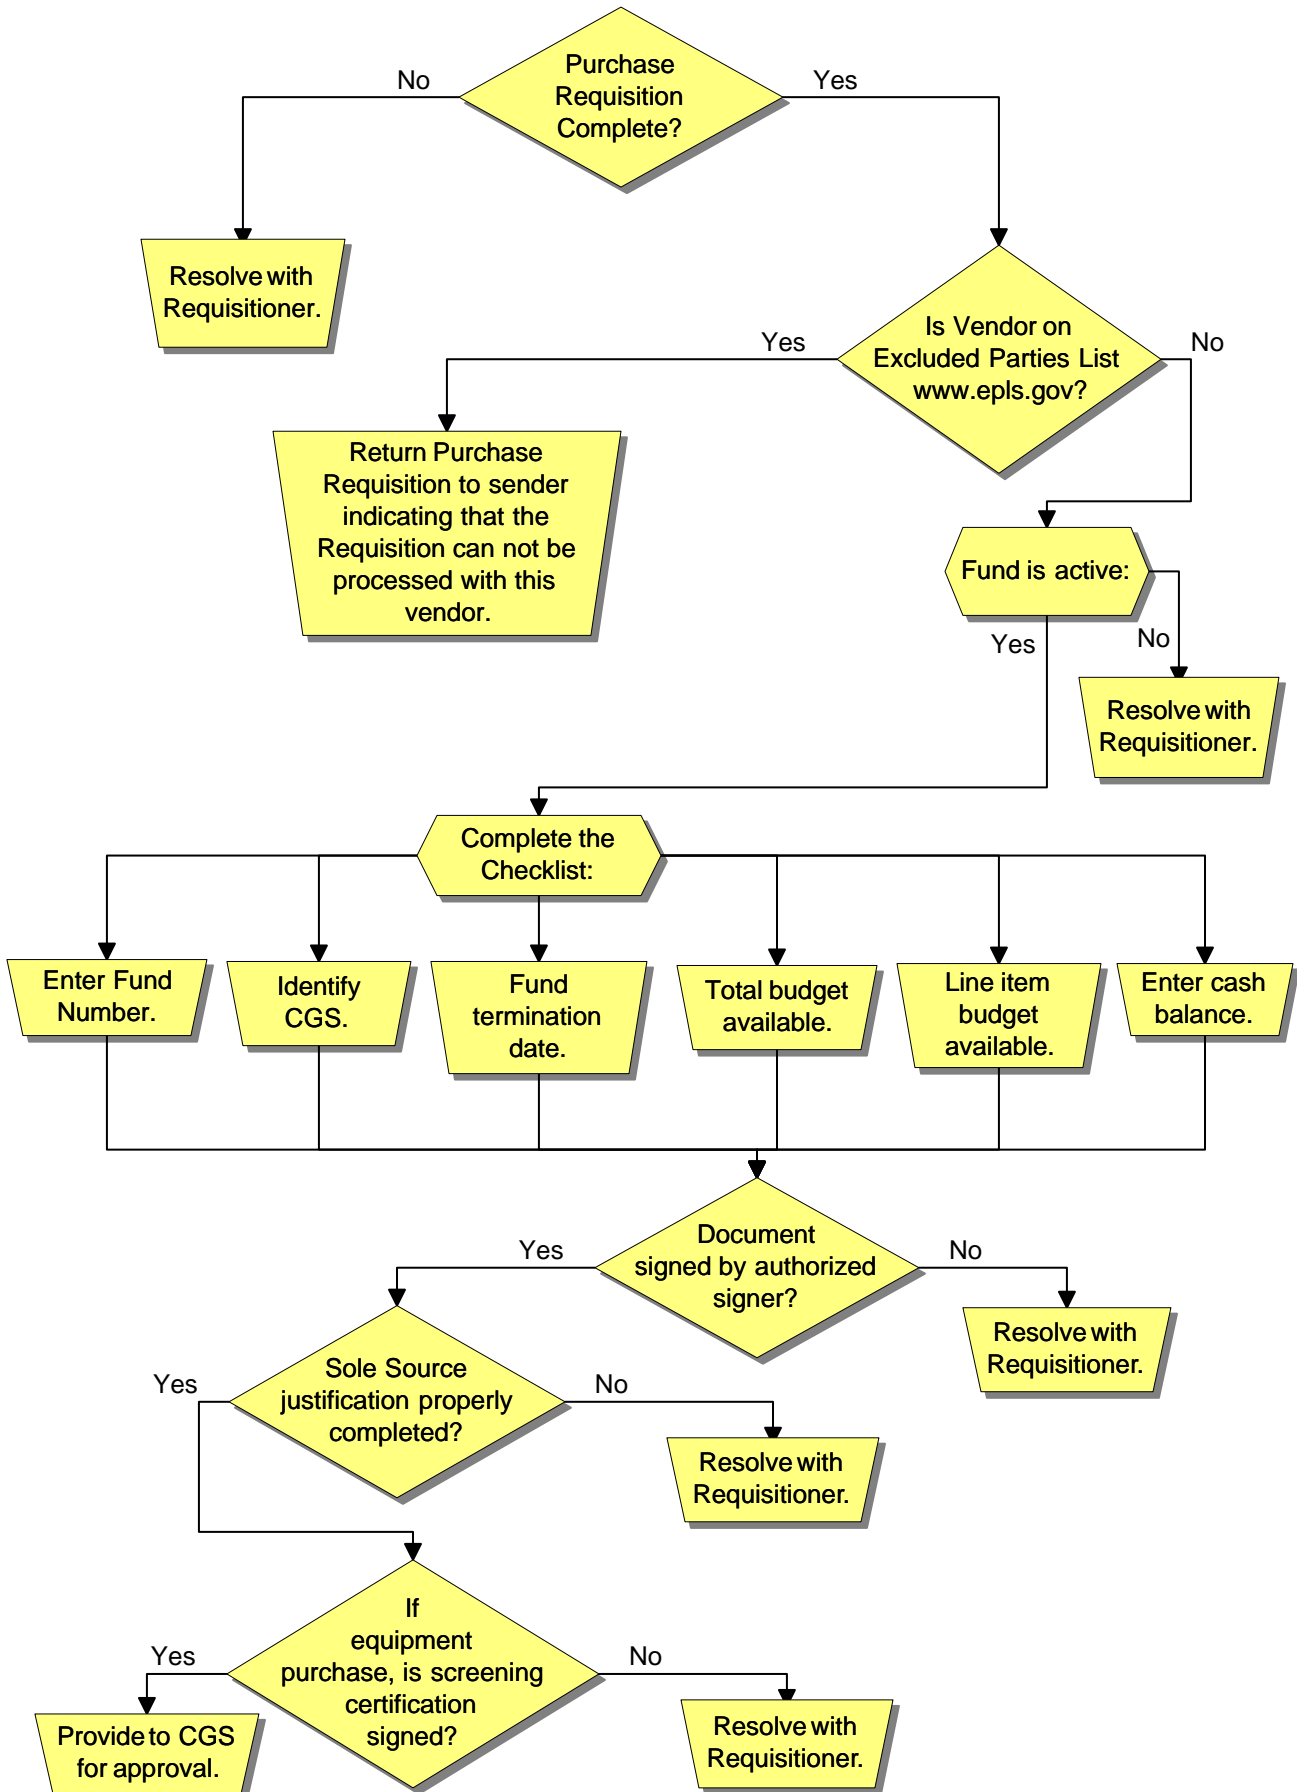 No
Purchase
Requisition
Complete?
Yes
Resolve with
Requisitioner.
Yes
Is Vendor on
Excluded Parties List
www.epls.gov?
No
Return Purchase
Requisition to sender
indicating that the
Requisition can not be
processed with this
vendor.
Fund is active:
Yes
No
Resolve with
Requisitioner.
Complete the
Checklist:
Enter Fund
Number.
Identify
CGS.
Fund
termination
date.
Total budget
available.
Line item
budget
available.
Enter cash
balance.
Yes
Document
signed by authorized
signer?
No
Resolve with
Requisitioner.
Yes
Sole Source
justification properly
completed?
No
Resolve with
Requisitioner.
Yes
If
equipment
purchase, is screening
certification
signed?
No
Provide to CGS
for approval.
Resolve with
Requisitioner.